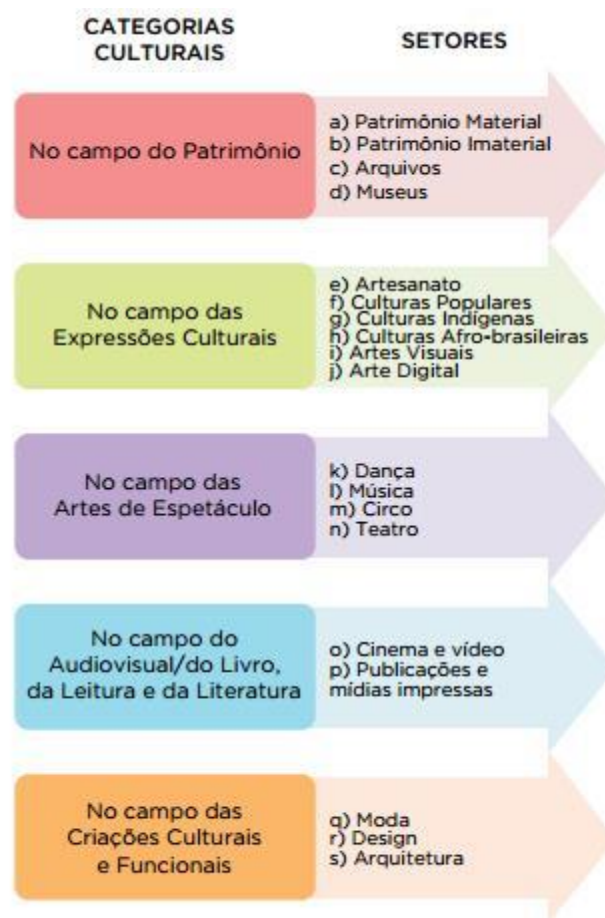 CATEGORIAS
CULTURAIS
SETORES
No campo do Patrimônio
a) Patrimônio Material
b) Patrimônio Imaterial
c) Arquivos
d) Museus
No campo das
Expressões Culturais
e) Artesanato
f) Culturas Populares
g) Culturas Indígenas
h) Culturas Afro-brasileiras
i) Artes Visuais
j) Arte Digital
No campo das
Artes de Espetáculo
k) Dança
l) Música
m) Circo
n) Teatro
No campo do
Audiovisual/do Livro,
da Leitura e da Literatura
o) Cinema e vídeo
p) Publicações e
mídias impressas
No campo das
Criações Culturais
e Funcionais
q) Moda
r) Design
s) Arquitetura